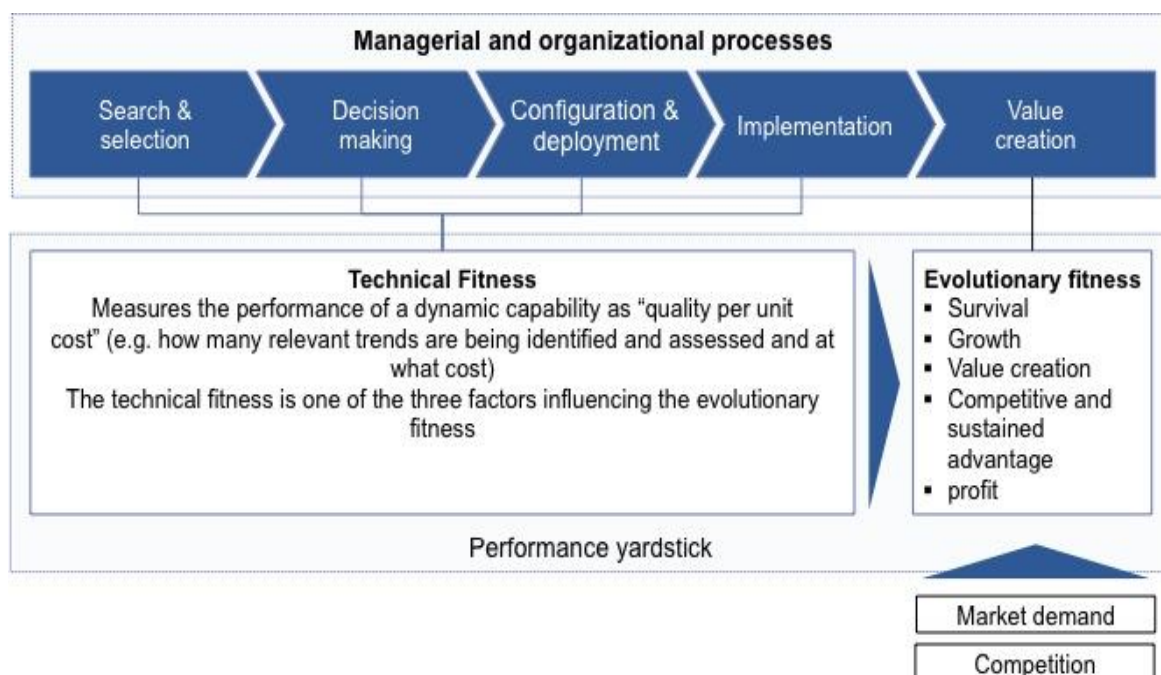 Managerial and organizational processes
Search &
selection
Decision
making
Configuration &
deployment
Implementation
Value
creation
Technical Fitness
Measures the performance of a dynamic capability as “quality per unit
cost” (e.g. how many relevant trends are being identified and assessed and at
what cost)
The technical fitness is one of the three factors influencing the evolutionary
fitness
Evolutionary fitness
▪ Survival
▪ Growth
▪ Value creation
▪ Competitive and
sustained
advantage
▪ profit
Performance yardstick
Market demand
Competition